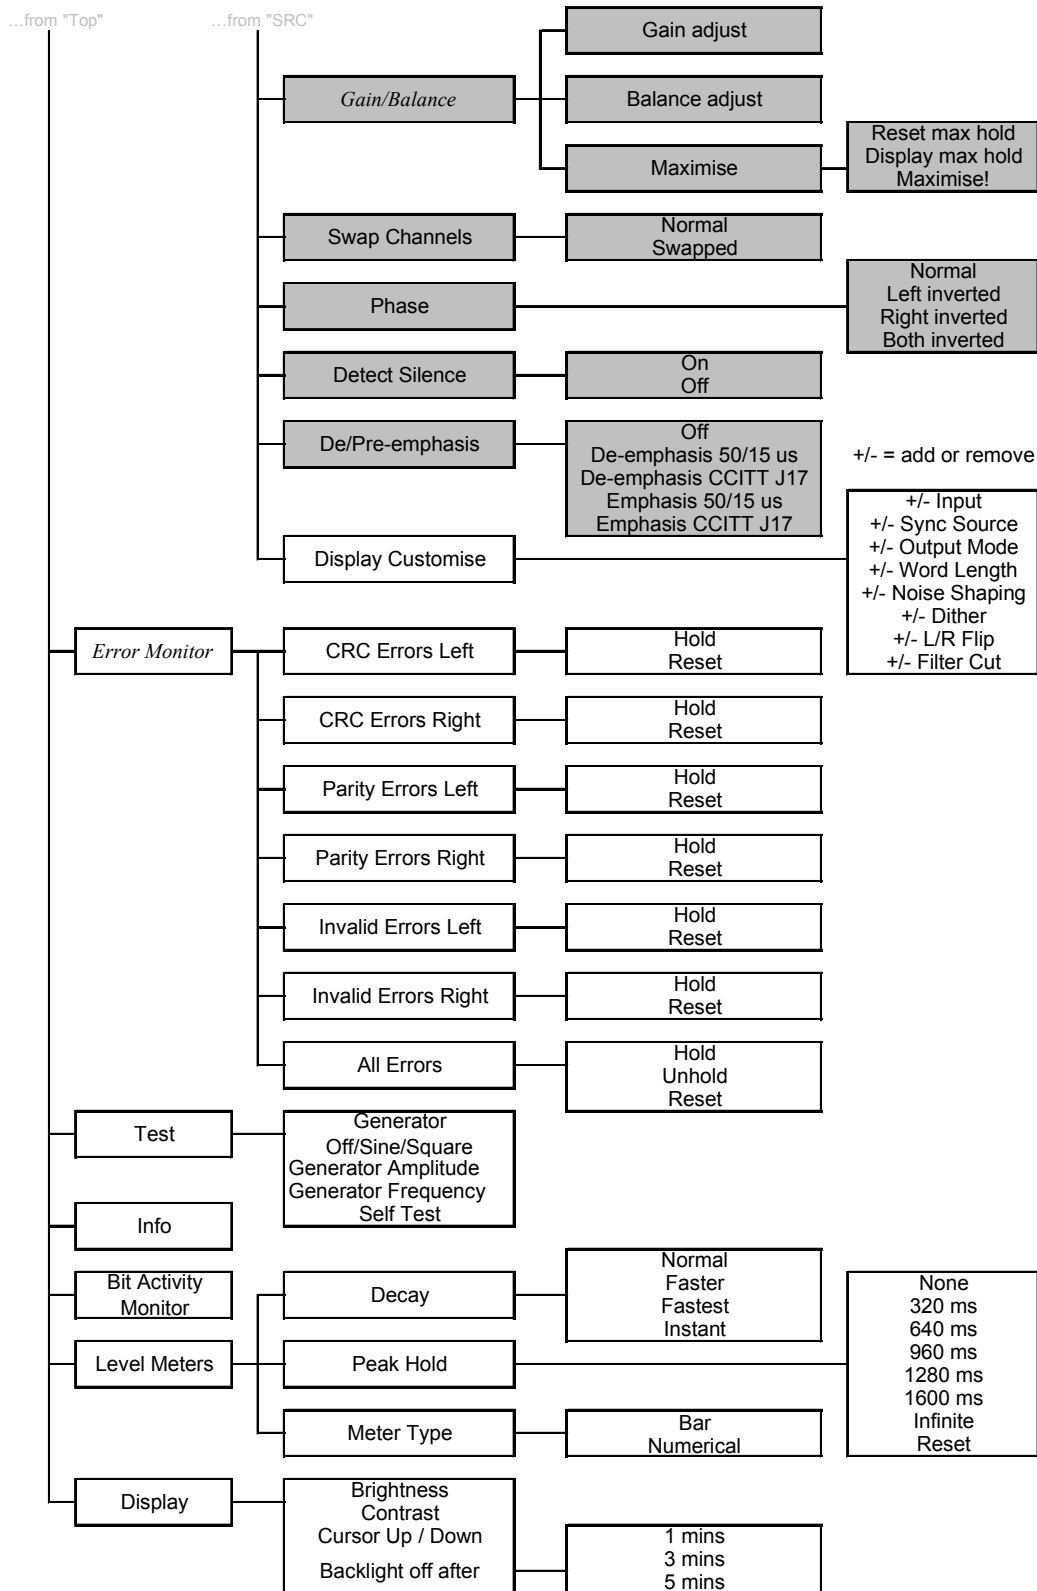 ...from "Top"
...from "SRC"
Gain/Balance
Gain adjust
Balance adjust
Maximise
Reset max hold
Display max hold
Maximise!
Swap Channels
Normal
Swapped
Phase
Normal
Left inverted
Right inverted
Both inverted
Detect Silence
On
Off
De/Pre-emphasis
Off
De-emphasis 50/15 us
De-emphasis CCITT J17
Emphasis 50/15 us
Emphasis CCITT J17
+/- = add or remove
Display Customise
+/- Input
+/- Sync Source
+/- Output Mode
+/- Word Length
+/- Noise Shaping
+/- Dither
+/- L/R Flip
+/- Filter Cut
Error Monitor
CRC Errors Left
Hold
Reset
CRC Errors Right
Hold
Reset
Parity Errors Left
Hold
Reset
Parity Errors Right
Hold
Reset
Invalid Errors Left
Hold
Reset
Invalid Errors Right
Hold
Reset
All Errors
Hold
Unhold
Reset
Test
Generator
Off/Sine/Square
Generator Amplitude
Generator Frequency
Self Test
Info
Bit Activity
Monitor
Level Meters
Decay
Normal
Faster
Fastest
Instant
Peak Hold
None
320 ms
640 ms
960 ms
1280 ms
1600 ms
Infinite
Reset
Meter Type
Bar
Numerical
Display
Brightness
Contrast
Cursor Up / Down
Backlight off after
1 mins
3 mins
5 mins